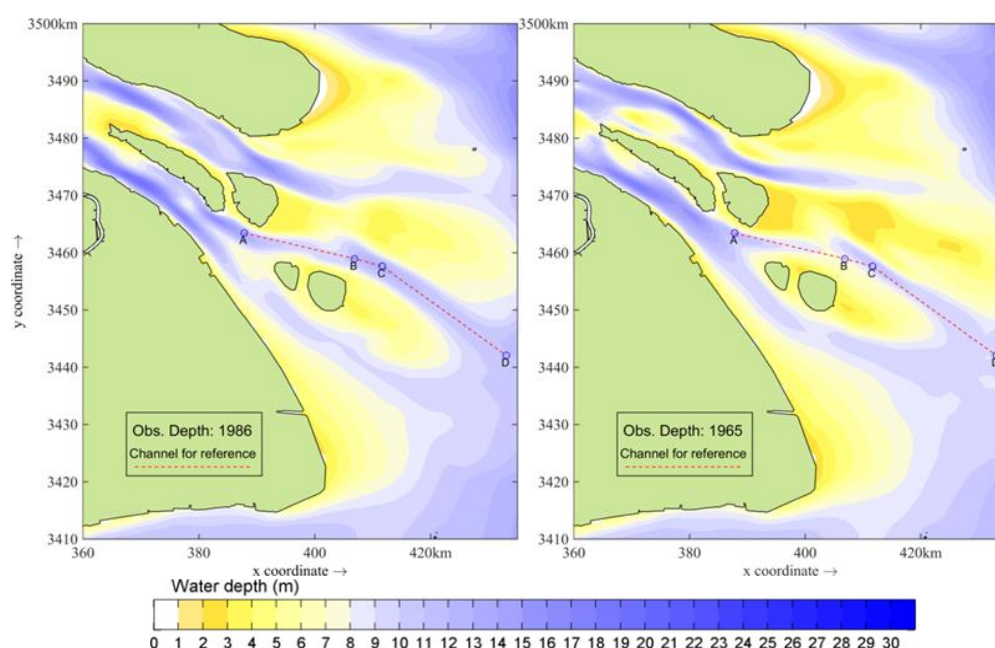 3500km
3490
3480
3470
3460
3450
3440
3430
3420
3410
y coordinate →
A
B
C
D
Obs. Depth: 1986
Channel for reference
360
380
400
420km
x coordinate →
3500km
3490
3480
3470
3460
3450
3440
3430
3420
3410
A
B
C
D
Obs. Depth: 1965
Channel for reference
360
380
400
420km
x coordinate →
Water depth (m)
0 1 2 3 4 5 6 7 8 9 10 11 12 13 14 15 16 17 18 19 20 21 22 23 24 25 26 27 28 29 30